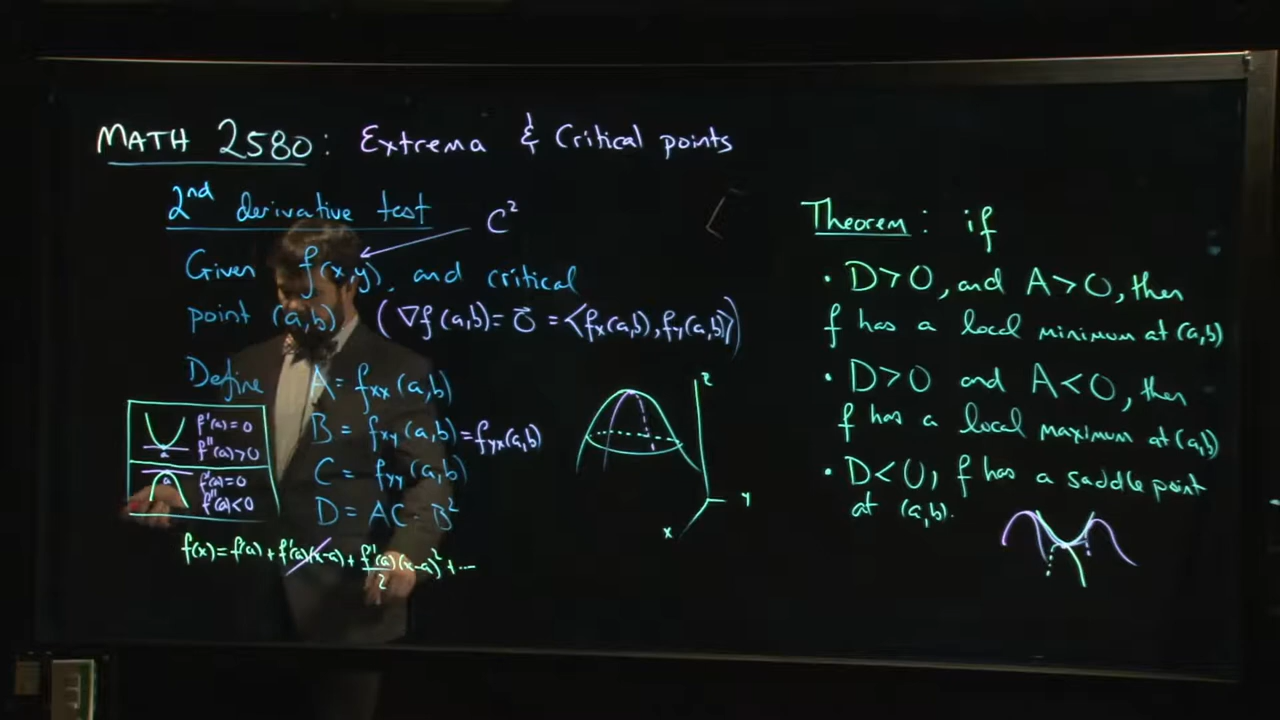 MATH 2580: Extrema & Critical points
2nd derivative test
C²
Given f(x,y), and critical
point (a,b) (∇f(a,b)=0⃗ =<fx(a,b), fy(a,b)>)
Define A = fxx(a,b)
B = fxy(a,b) = fyx(a,b)
C = fyy(a,b)
D = AC - B²
f'(a)=0
f''(a)>0
a
f'(a)=0
f''(a)<0
a
f(x)=f(a)+f'(a)(x-a)+f''(a)/2 (x-a)²+...
z
y
x
Theorem: if
• D>0, and A>0, then
f has a local minimum at (a,b)
• D>0 and A<0, then
f has a local maximum at (a,b)
• D<0, f has a saddle point
at (a,b).